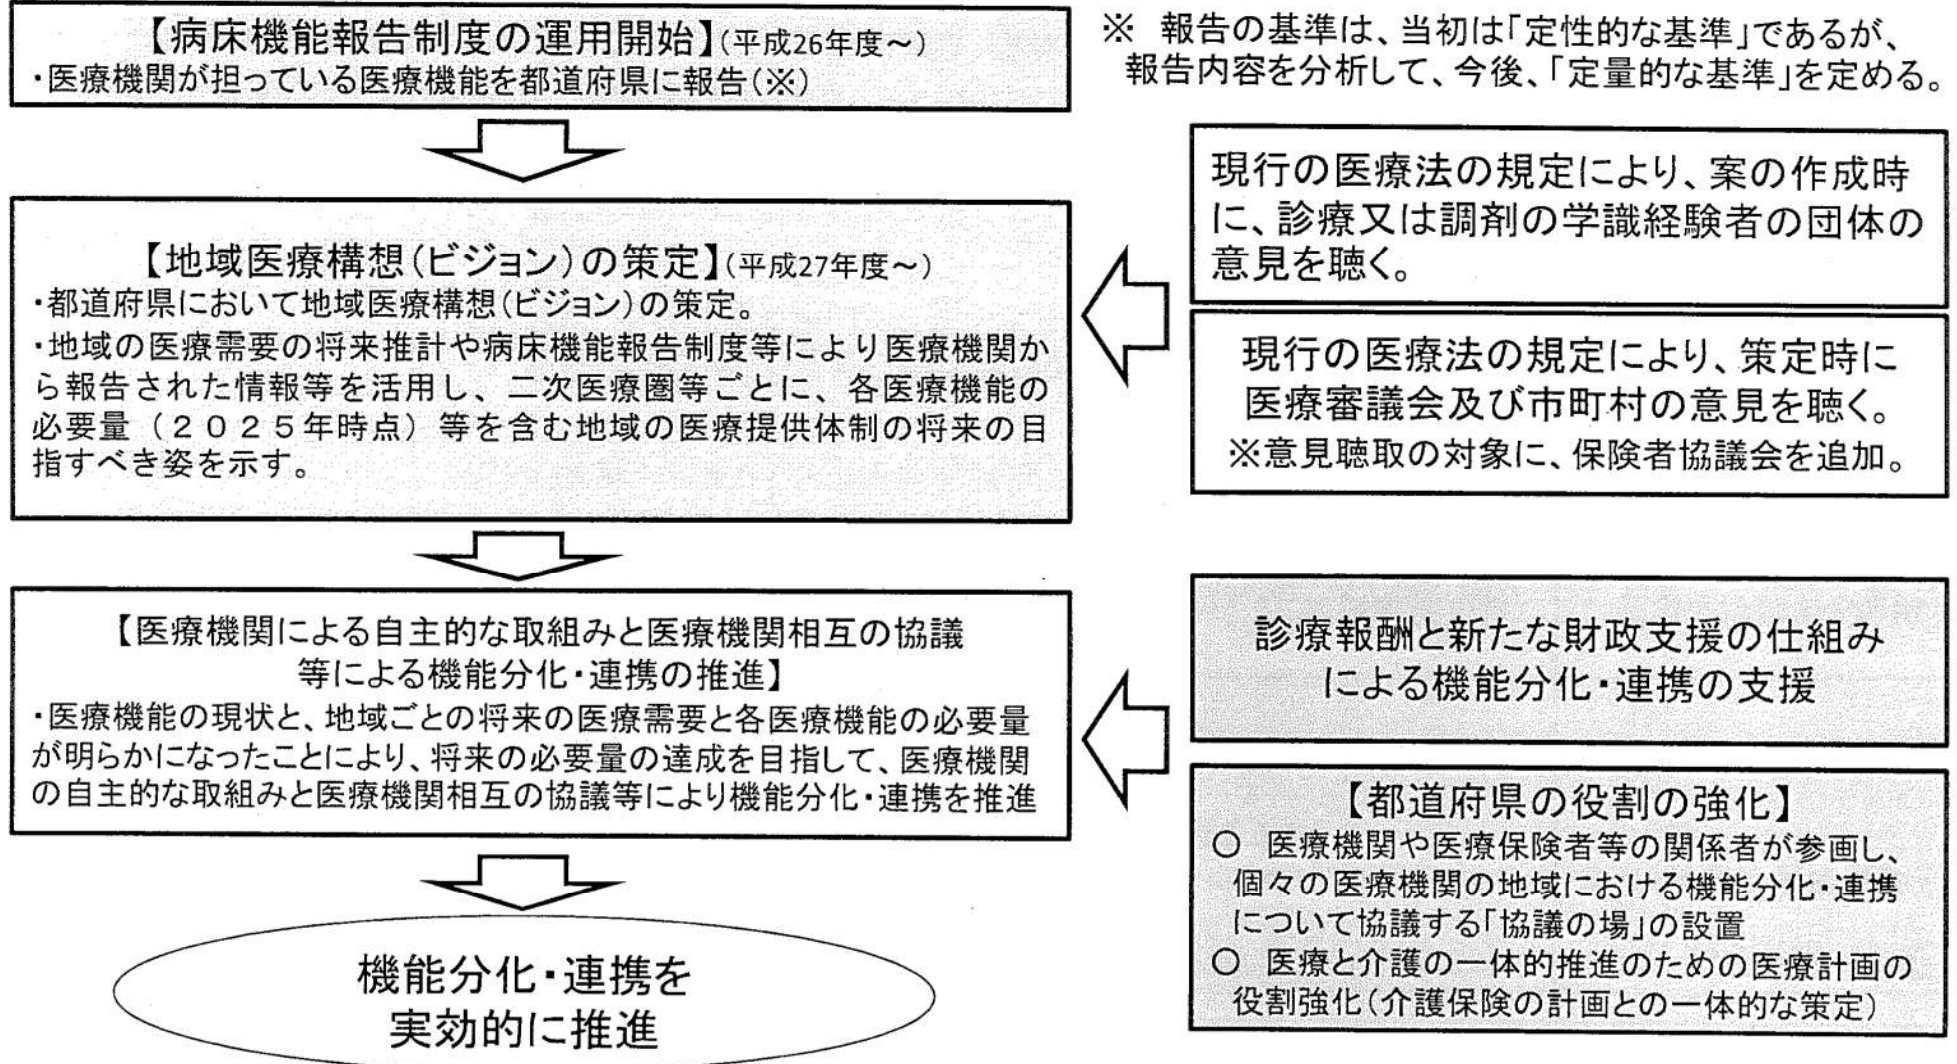 【病床機能報告制度の運用開始】(平成26年度～)
・医療機関が担っている医療機能を都道府県に報告(※)
※ 報告の基準は、当初は「定性的な基準」であるが、
報告内容を分析して、今後、「定量的な基準」を定める。
【地域医療構想(ビジョン)の策定】(平成27年度～)
・都道府県において地域医療構想(ビジョン)の策定。
・地域の医療需要の将来推計や病床機能報告制度等により医療機関か
ら報告された情報等を活用し、二次医療圏等ごとに、各医療機能の
必要量（２０２５年時点）等を含む地域の医療提供体制の将来の目
指すべき姿を示す。
現行の医療法の規定により、案の作成時
に、診療又は調剤の学識経験者の団体の
意見を聴く。
現行の医療法の規定により、策定時に
医療審議会及び市町村の意見を聴く。
※意見聴取の対象に、保険者協議会を追加。
【医療機関による自主的な取組みと医療機関相互の協議
等による機能分化・連携の推進】
・医療機能の現状と、地域ごとの将来の医療需要と各医療機能の必要量
が明らかになったことにより、将来の必要量の達成を目指して、医療機関
の自主的な取組みと医療機関相互の協議等により機能分化・連携を推進
診療報酬と新たな財政支援の仕組み
による機能分化・連携の支援
【都道府県の役割の強化】
○ 医療機関や医療保険者等の関係者が参画し、
個々の医療機関の地域における機能分化・連携
について協議する「協議の場」の設置
○ 医療と介護の一体的推進のための医療計画の
役割強化(介護保険の計画との一体的な策定)
機能分化・連携を
実効的に推進